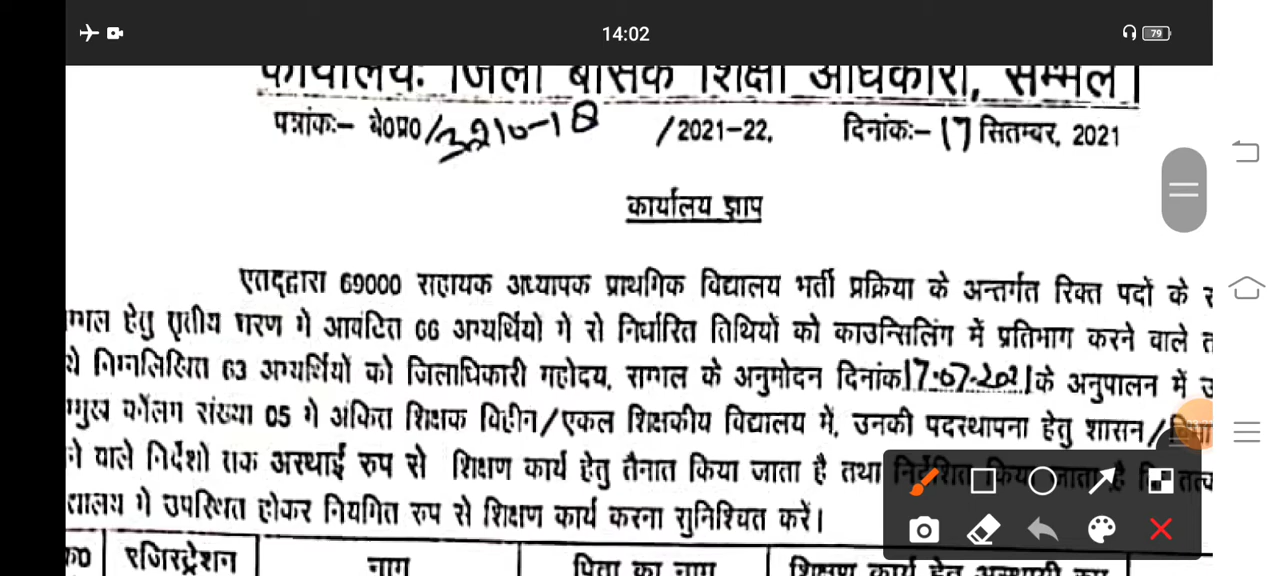 14:02
79
कार्यालयः जिला बेसिक शिक्षा अधिकारी, सम्भल।
पत्रांकः- बे०प्र०/3210-18 /2021-22. दिनांकः-17 सितम्बर, 2021
कार्यालय ज्ञाप
एतद्द्वारा 69000 सहायक अध्यापक प्राथमिक विद्यालय भर्ती प्रक्रिया के अन्तर्गत रिक्त पदों के
हेतु तृतीय चरण में आवंटित 66 अभ्यर्थियो में से निर्धारित तिथियों को काउन्सिलिंग में प्रतिभाग करने वाले
निम्नलिखित 63 अभ्यर्थियों को जिलाधिकारी महोदय, सम्भल के अनुमोदन दिनांक 17.07.2021 के अनुपालन में
कॉलम संख्या 05 में अंकित शिक्षक विहीन/एकल शिक्षकीय विद्यालय में, उनकी पदस्थापना हेतु शासन/
वाले निर्देशो तक अस्थाई रुप से शिक्षण कार्य हेतु तैनात किया जाता है तथा निर्देशित किया जाता है
में उपस्थित होकर नियमित रुप से शिक्षण कार्य करना सुनिश्चित करें।
रजिस्ट्रेशन नाम पिता का नाम शिक्षण कार्य हेतु अस्थायी रुप